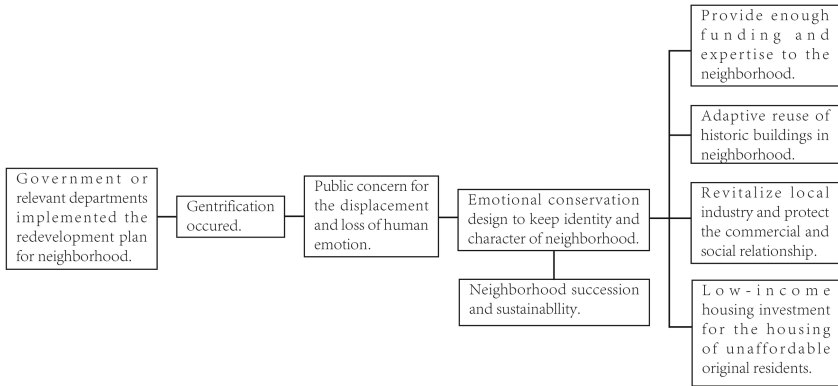 Government or
relevant departments
implemented the
redevelopment plan
for neighborhood.
Gentrification
occured.
Public concern for
the displacement
and loss of human
emotion.
Emotional conservation
design to keep identity and
character of neighborhood.
Neighborhood succession
and sustainabllity.
Provide enough
funding and
expertise to the
neighborhood.
Adaptive reuse of
historic buildings in
neighborhood.
Revitalize local
industry and protect
the commercial and
social relationship.
Low-income
housing investment
for the housing
of unaffordable
original residents.